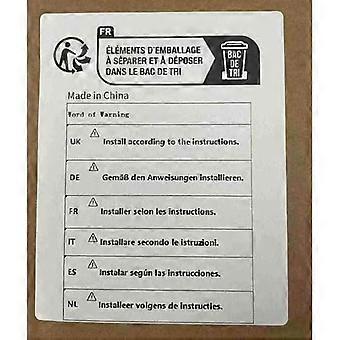 FR
ÉLÉMENTS D'EMBALLAGE
À SÉPARER ET À DÉPOSER
DANS LE BAC DE TRI
BAC
DE
TRI
Made in China
Word of Warning
UK Install according to the instructions.
DE Gemäß den Anweisungen installieren.
FR Installer selon les instructions.
IT Installare secondo le istruzioni.
ES Instalar según las instrucciones.
NL Installeer volgens de instructies.